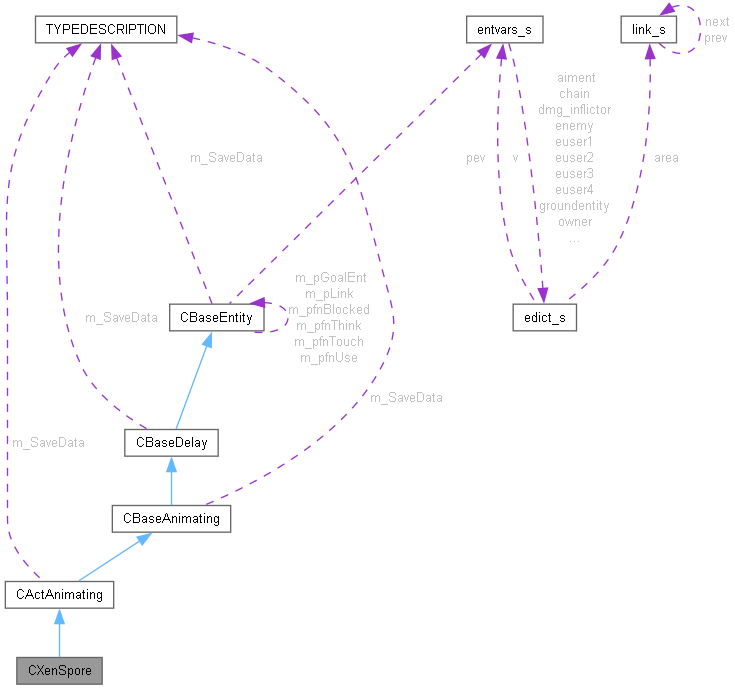 TYPEDESCRIPTION
entvars_s
link_s
next
prev
aiment
chain
dmg_inflictor
enemy
euser1
euser2
euser3
euser4
groundentity
owner
...
m_SaveData
pev
v
area
m_pGoalEnt
m_pLink
m_pfnBlocked
m_pfnThink
m_pfnTouch
m_pfnUse
CBaseEntity
edict_s
m_SaveData
m_SaveData
CBaseDelay
m_SaveData
CBaseAnimating
CActAnimating
CXenSpore